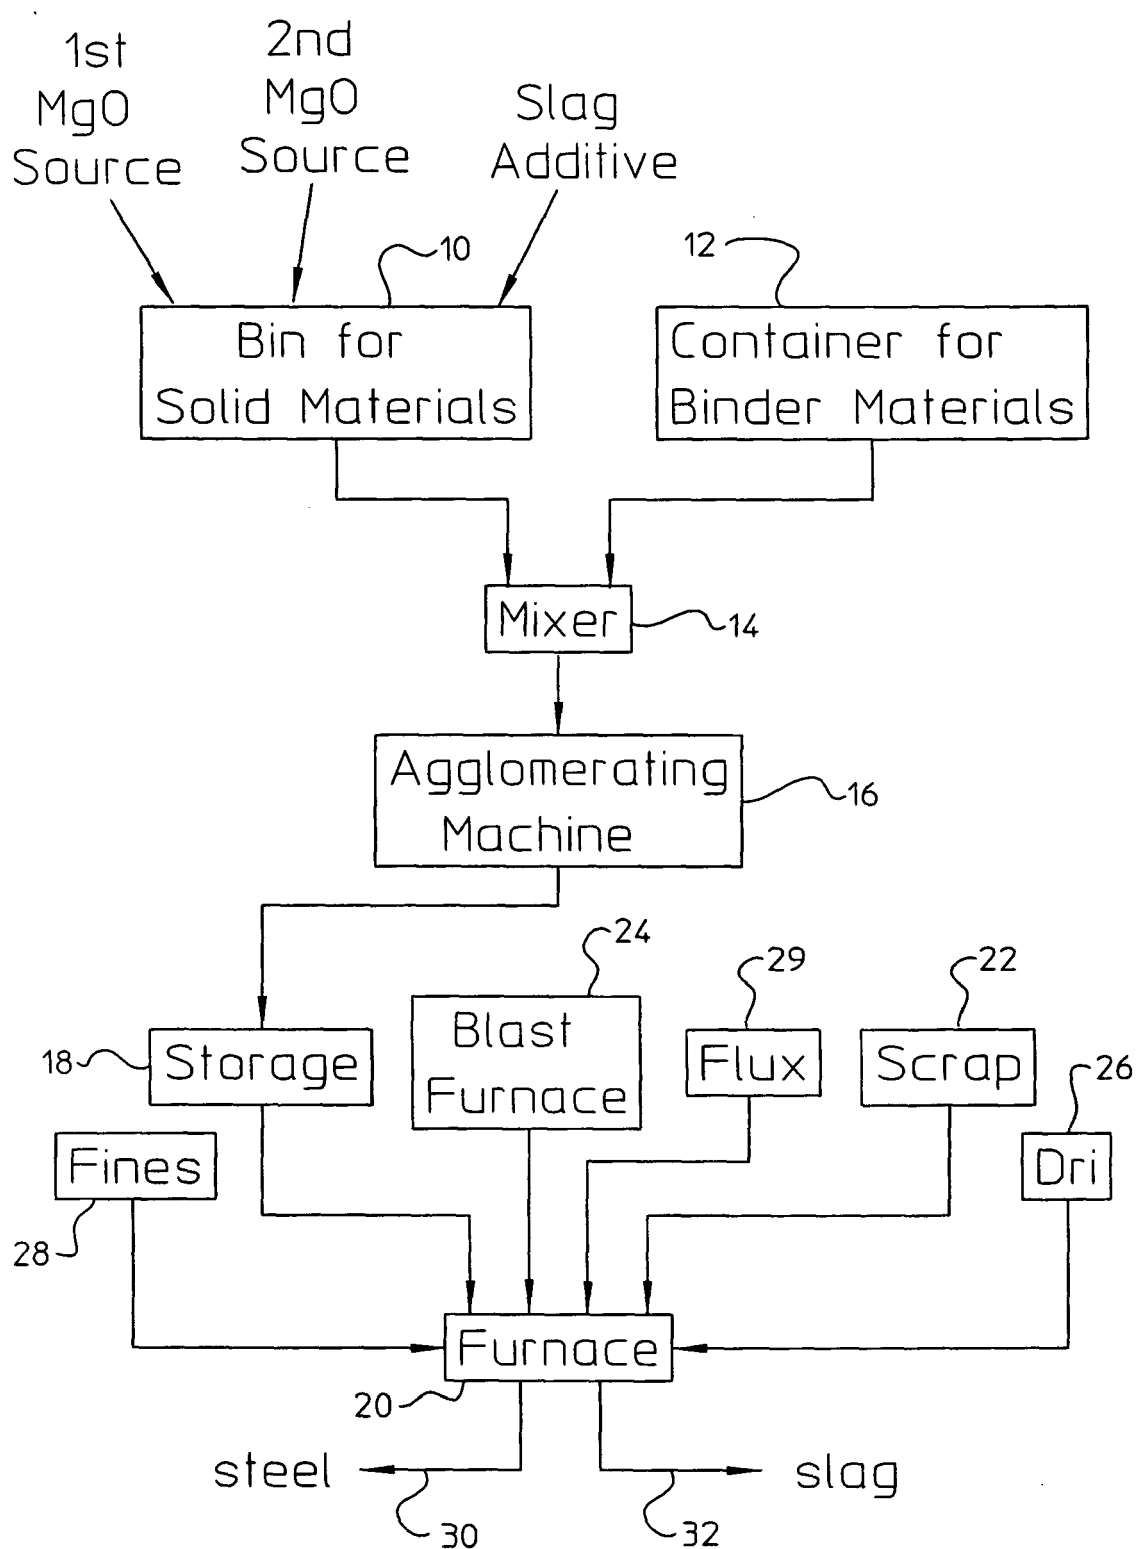 1st
MgO
Source
2nd
MgO
Source
Slag
Additive
10
12
Bin for
Solid Materials
Container for
Binder Materials
Mixer
14
Agglomerating
Machine
16
24
29
22
18
Storage
Blast
Furnace
Flux
Scrap
26
Fines
Dri
28
Furnace
20
steel
slag
30
32